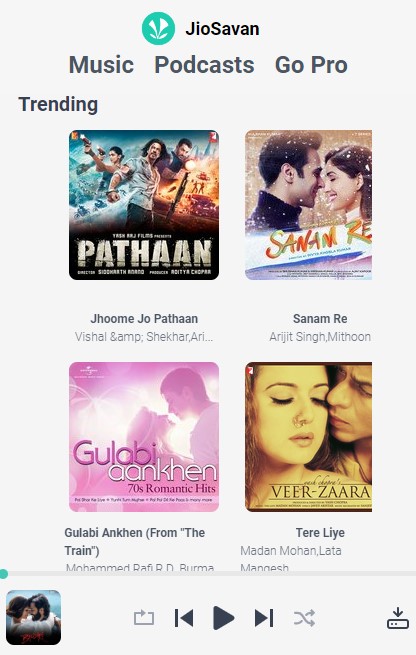 JioSavan
Music Podcasts Go Pro
Trending
YASH RAJ FILMS PRESENTS
PATHAAN
DIRECTOR SIDDHARTH ANAND PRODUCER ADITYA CHOPRA
SANAM RE
Jhoome Jo Pathaan
Vishal &amp; Shekhar,Ari...
Sanam Re
Arijit Singh,Mithoon
Gulabi
aankhen
70s Romantic Hits
VEER-ZAARA
Gulabi Ankhen (From "The
Train")
Mohammed Rafi,R.D. Burma
Tere Liye
Madan Mohan,Lata
Mangesh